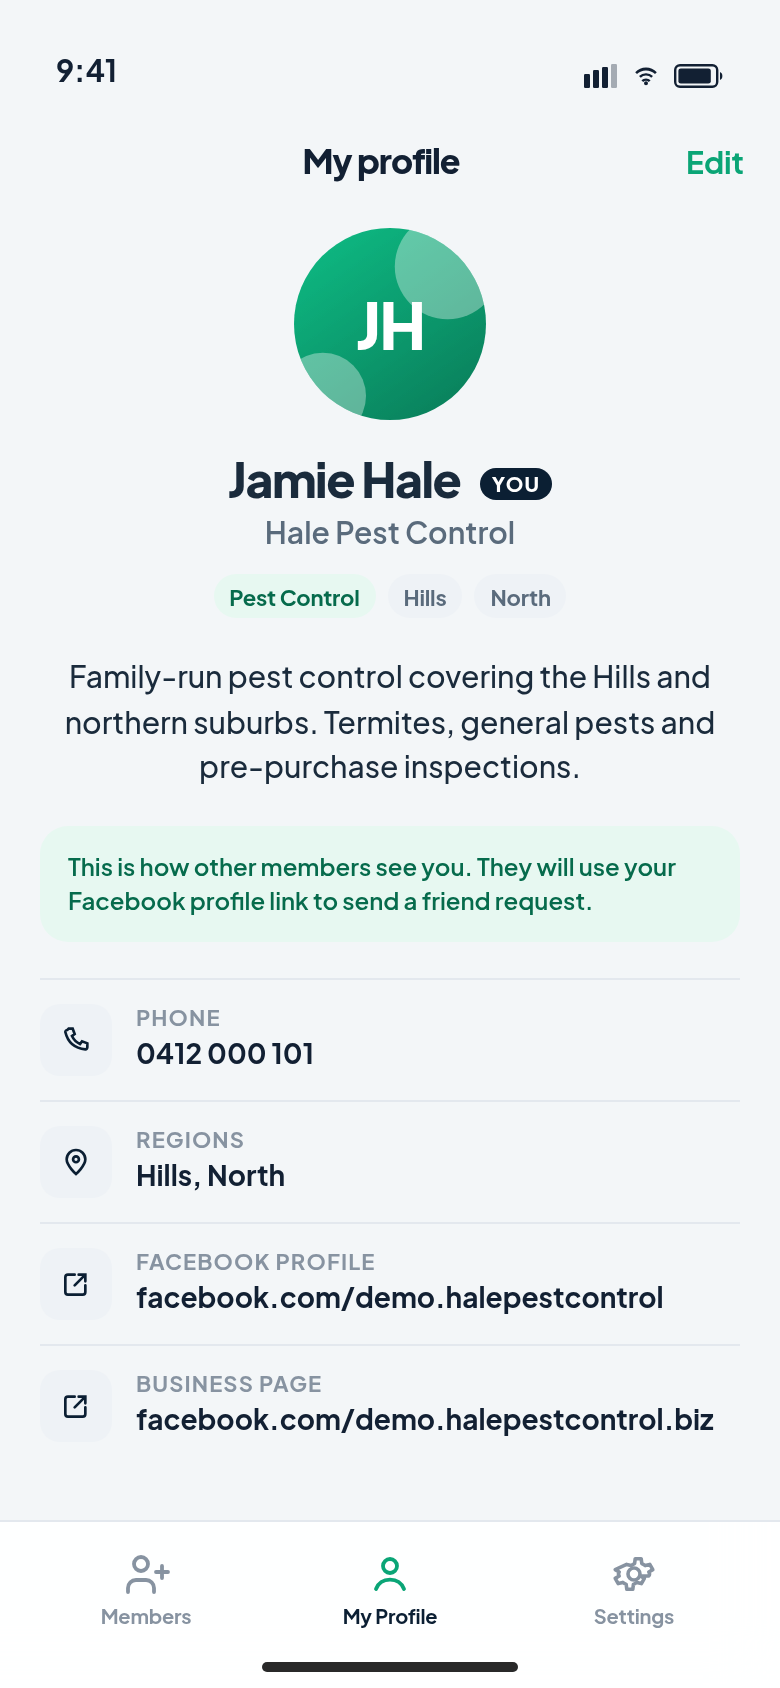 9:41
My profile
Edit
JH
Jamie Hale YOU
Hale Pest Control
Pest Control Hills North
Family-run pest control covering the Hills and
northern suburbs. Termites, general pests and
pre-purchase inspections.
This is how other members see you. They will use your
Facebook profile link to send a friend request.
PHONE
0412 000 101
REGIONS
Hills, North
FACEBOOK PROFILE
facebook.com/demo.halepestcontrol
BUSINESS PAGE
facebook.com/demo.halepestcontrol.biz
Members My Profile Settings